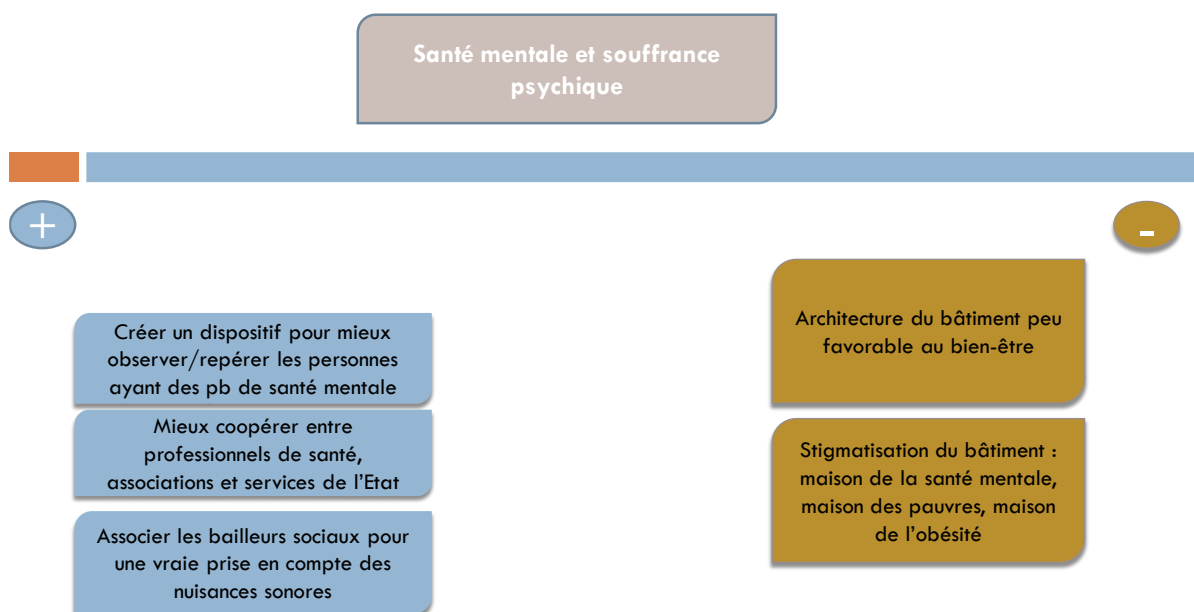 Santé mentale et souffrance
psychique
+
-
Créer un dispositif pour mieux
observer/repérer les personnes
ayant des pb de santé mentale
Mieux coopérer entre
professionnels de santé,
associations et services de l'Etat
Associer les bailleurs sociaux pour
une vraie prise en compte des
nuisances sonores
Architecture du bâtiment peu
favorable au bien-être
Stigmatisation du bâtiment :
maison de la santé mentale,
maison des pauvres, maison
de l'obésité